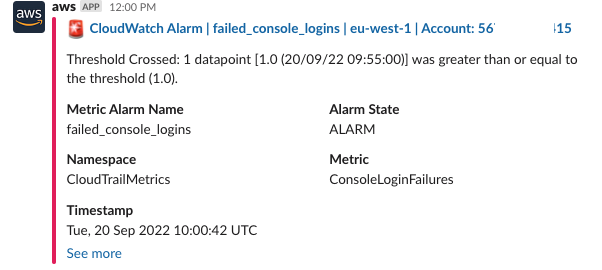 aws
aws APP 12:00 PM
CloudWatch Alarm | failed_console_logins | eu-west-1 | Account: 56 15
Threshold Crossed: 1 datapoint [1.0 (20/09/22 09:55:00)] was greater than or equal to
the threshold (1.0).
Metric Alarm Name Alarm State
failed_console_logins ALARM
Namespace Metric
CloudTrailMetrics ConsoleLoginFailures
Timestamp
Tue, 20 Sep 2022 10:00:42 UTC
See more